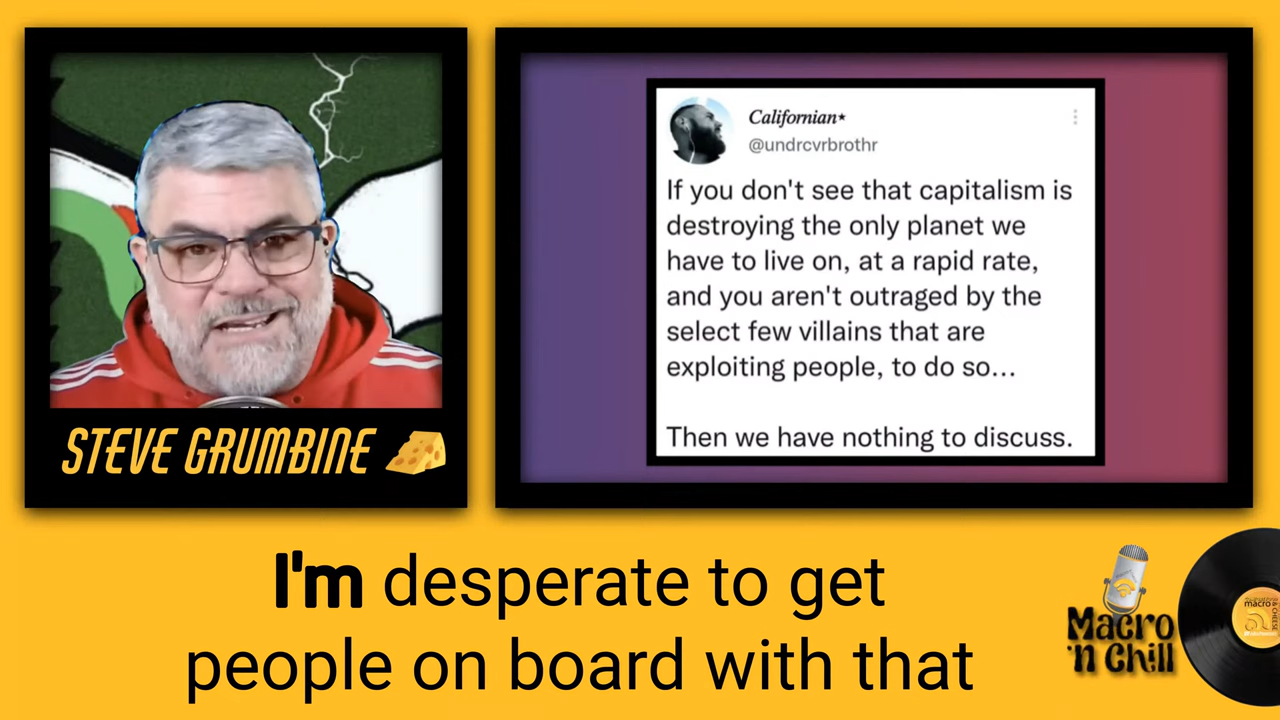 Californian★
@undrcvrbrothr
If you don't see that capitalism is
destroying the only planet we
have to live on, at a rapid rate,
and you aren't outraged by the
select few villains that are
exploiting people, to do so...
Then we have nothing to discuss.
STEVE GRUMBINE
I'm desperate to get
people on board with that
Macro
'N Chill
macro
& CHEESE